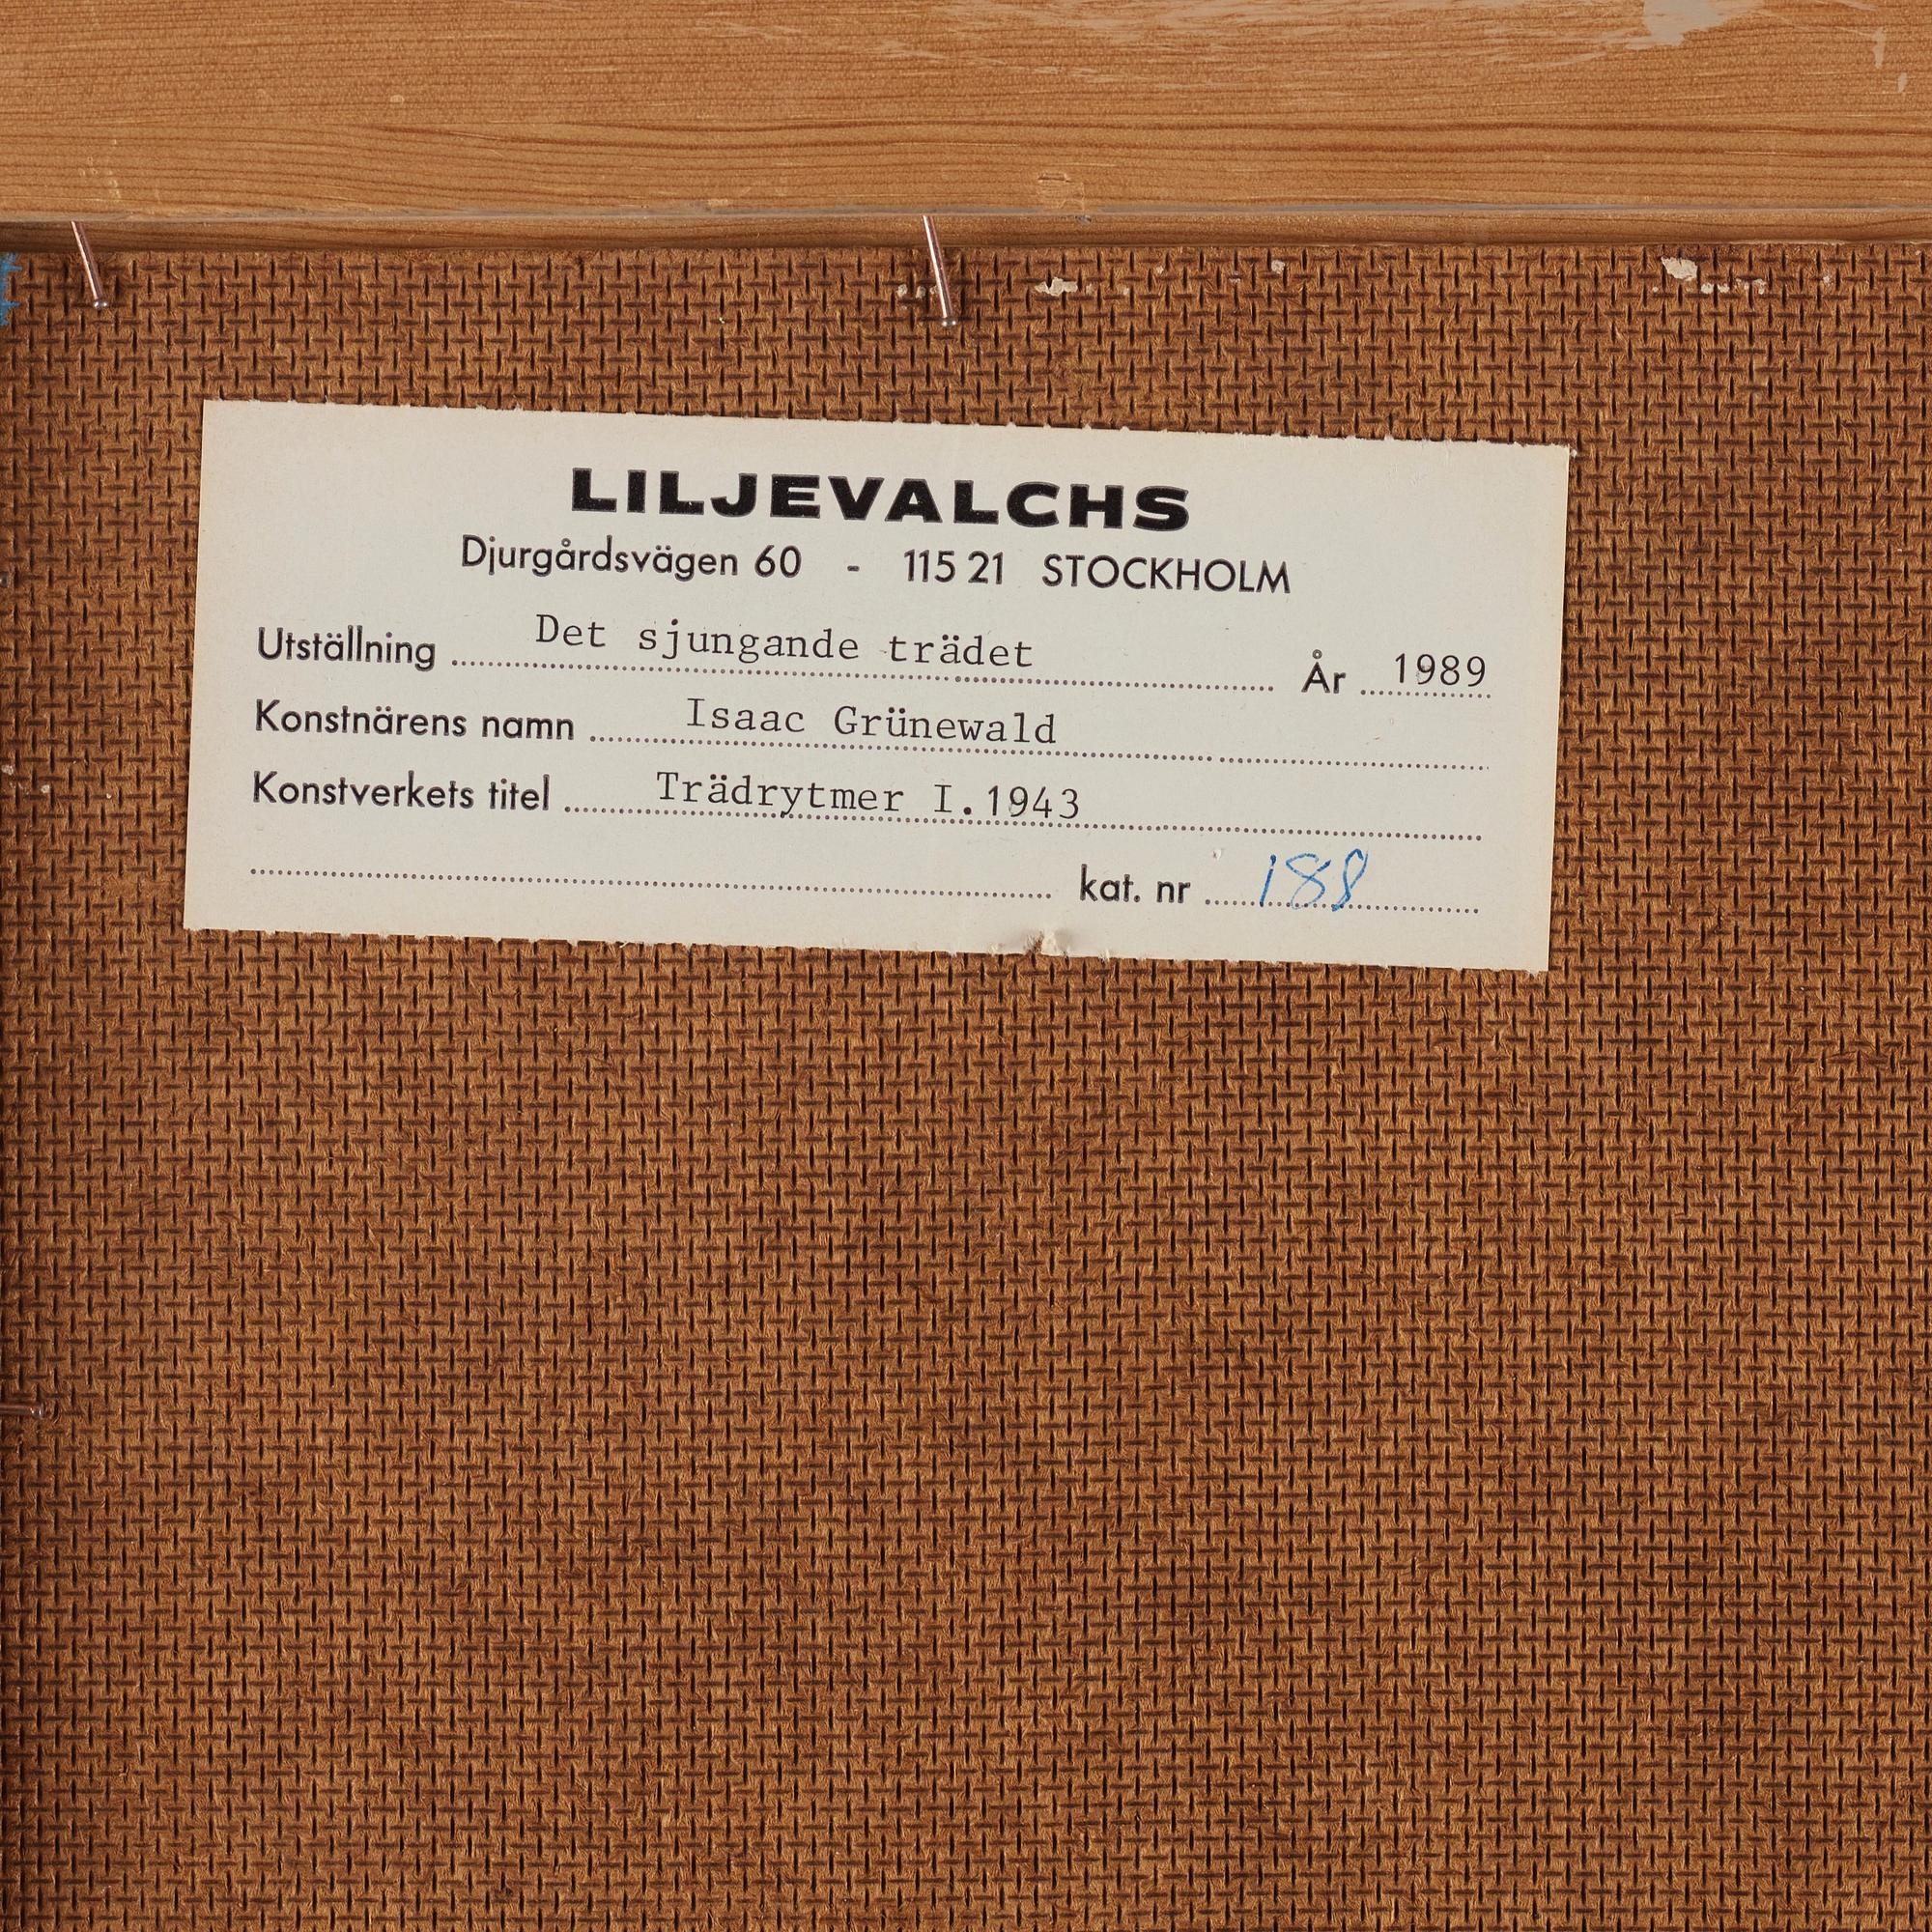 LILJEVALCHS
Djurgårdsvägen 60 - 115 21 STOCKHOLM
Utställning Det sjungande trädet År 1989
Konstnärens namn Isaac Grünewald
Konstverkets titel Trädrytmer I.1943
kat. nr 188